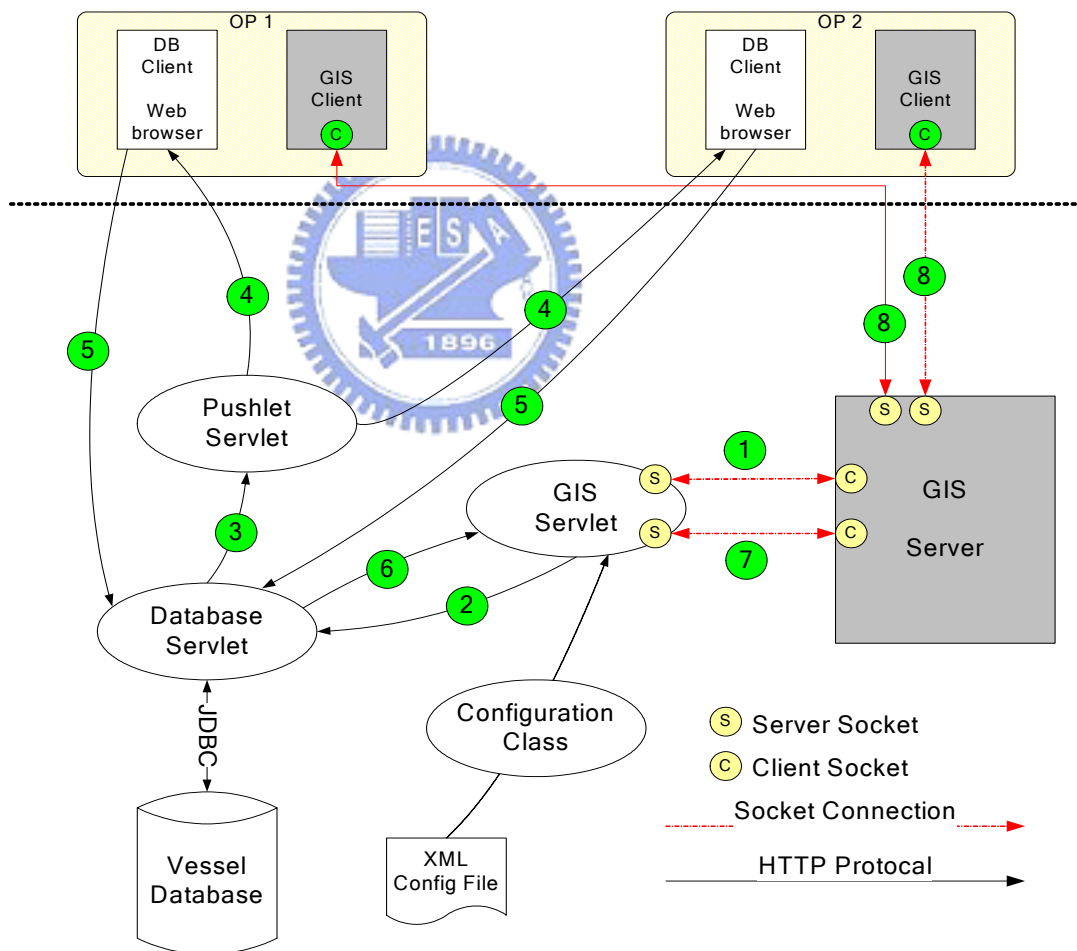 OP 1
DB
Client
Web
browser
GIS
Client
C
OP 2
DB
Client
Web
browser
GIS
Client
C
E S A
1896
4
5
4
5
8
8
Pushlet
Servlet
S
S
3
6
2
GIS
Servlet
S
S
1
7
C
C
GIS
Server
Database
Servlet
JDBC
Vessel
Database
Configuration
Class
XML
Config File
S Server Socket
C Client Socket
Socket Connection
HTTP Protocal